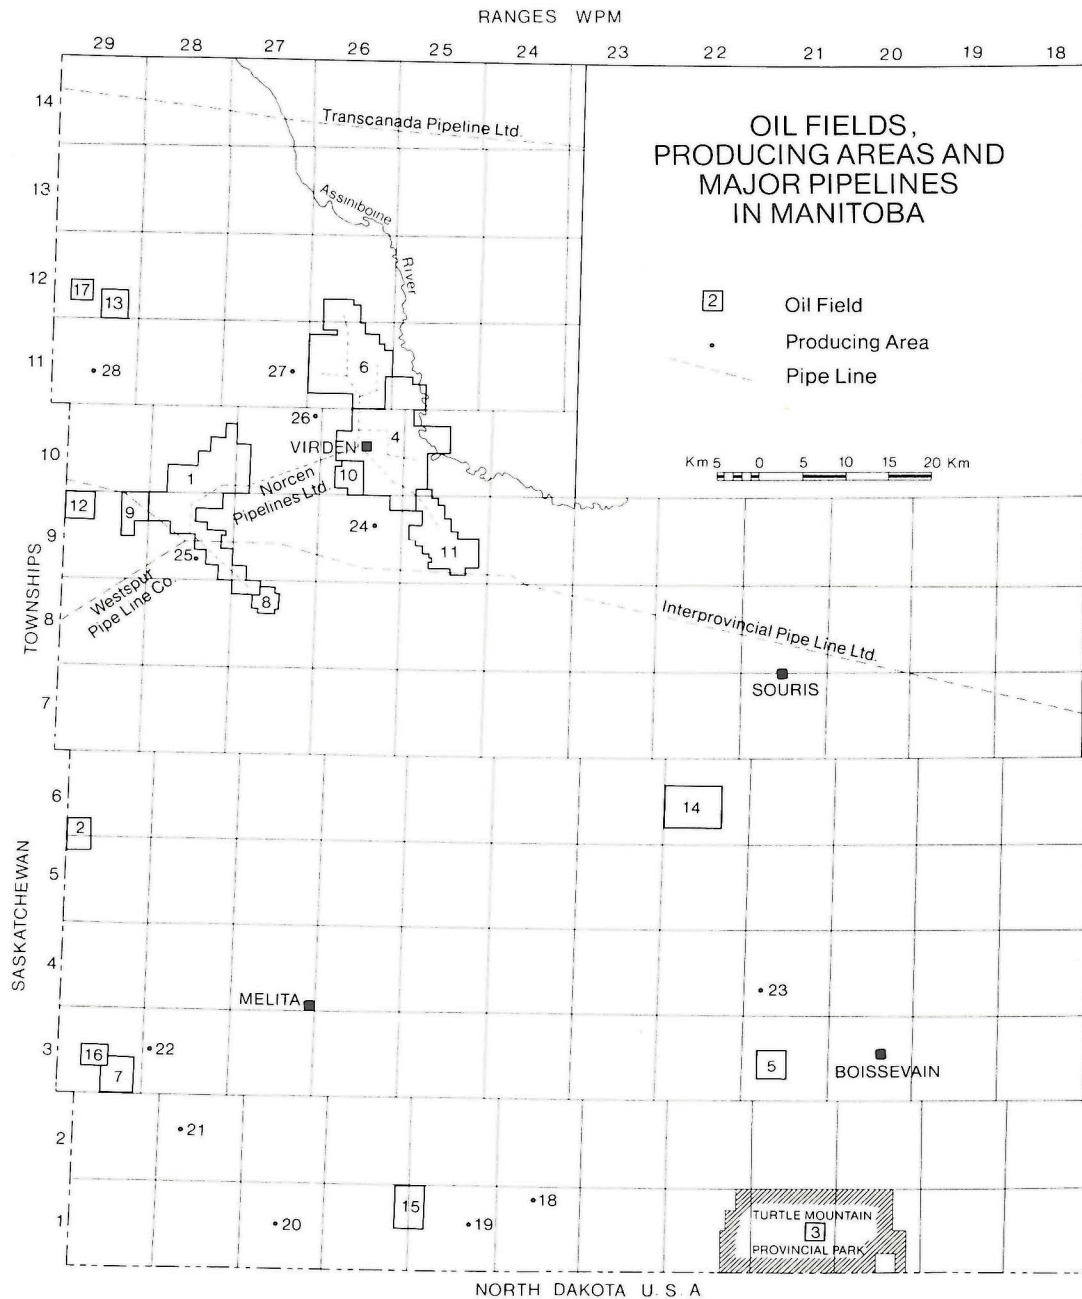 RANGES WPM
29 28 27 26 25 24 23 22 21 20 19 18
14
Transcanada Pipeline Ltd.
OIL FIELDS,
PRODUCING AREAS AND
MAJOR PIPELINES
IN MANITOBA
13
Assiniboine
River
12
17
13
2 Oil Field
Producing Area
Pipe Line
11
28
27
6
26
10
VIRDEN
4
1
10
Norcen
Pipelines Ltd.
Km 5 0 5 10 15 20 Km
12
9
9
24
11
25
TOWNSHIPS
Westspur
Pipe Line Co.
8
8
Interprovincial Pipe Line Ltd.
7
SOURIS
6
14
2
5
SASKATCHEWAN
4
23
MELITA
3
16
22
7
5
BOISSEVAIN
2
21
1
15
18
20
19
TURTLE MOUNTAIN
3
PROVINCIAL PARK
NORTH DAKOTA U.S.A